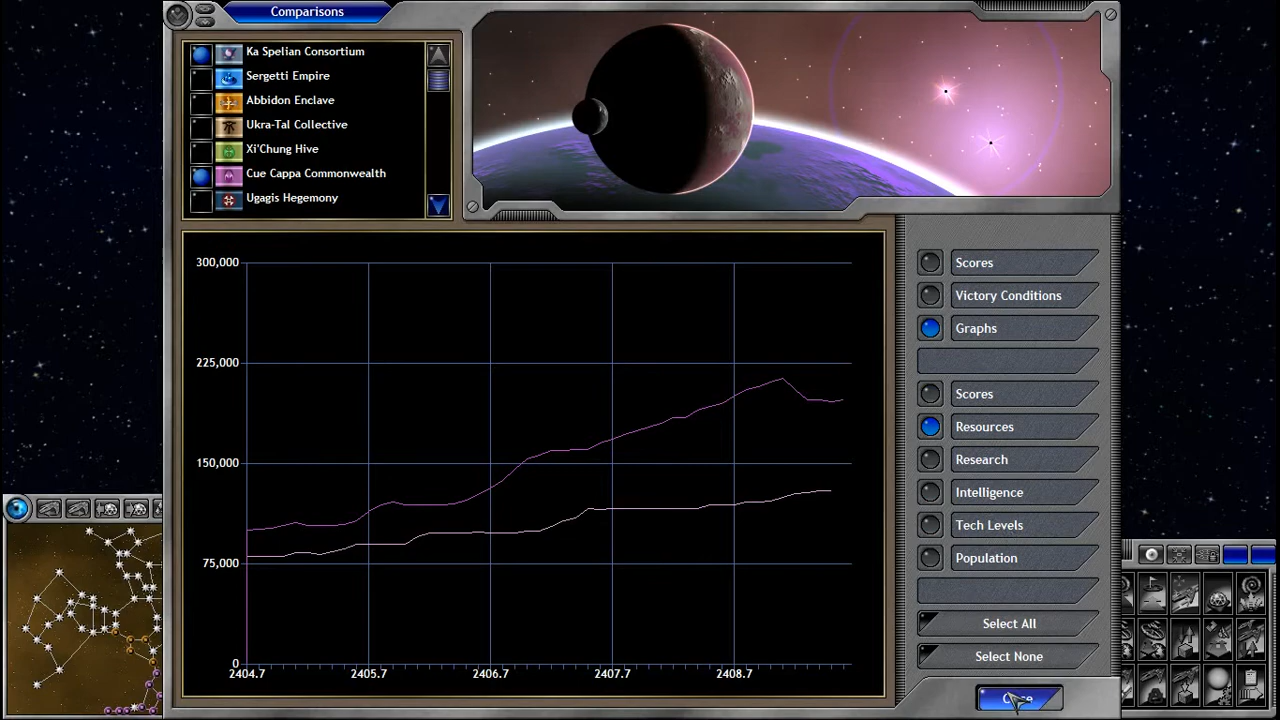 Comparisons
Ka Spelian Consortium
Sergetti Empire
Abbidon Enclave
Ukra-Tal Collective
Xi'Chung Hive
Cue Cappa Commonwealth
Ugagis Hegemony
300,000
225,000
150,000
75,000
0
2404.7 2405.7 2406.7 2407.7 2408.7
Scores
Victory Conditions
Graphs
Scores
Resources
Research
Intelligence
Tech Levels
Population
Select All
Select None